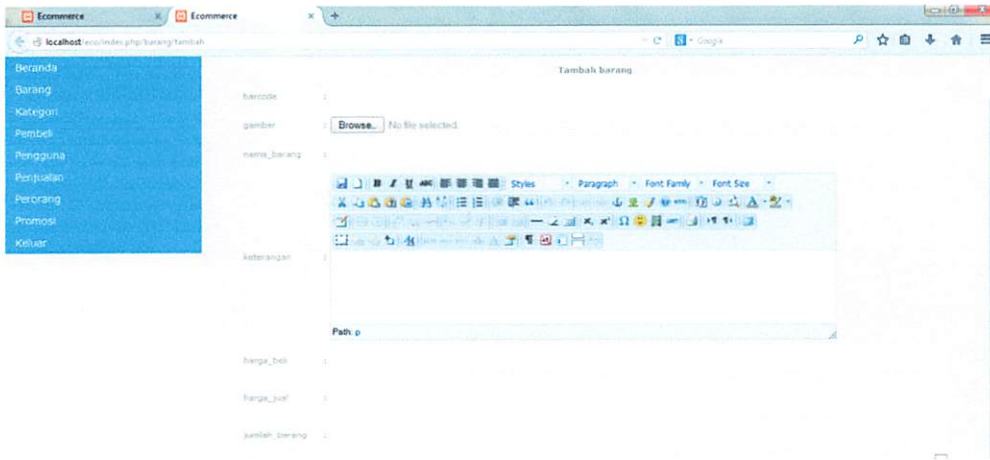 Ecommerce
Ecommerce
localhost/eco/index.php/barang/tambah
Google
Beranda
Barang
Kategori
Pembeli
Pengguna
Penjualan
Perorang
Promosi
Keluar
Tambah barang
barcode :
gambar : Browse... No file selected.
nama_barang :
Styles Paragraph Font Family Font Size
keterangan :
Path: p
harga_beli :
harga_jual :
jumlah_barang :